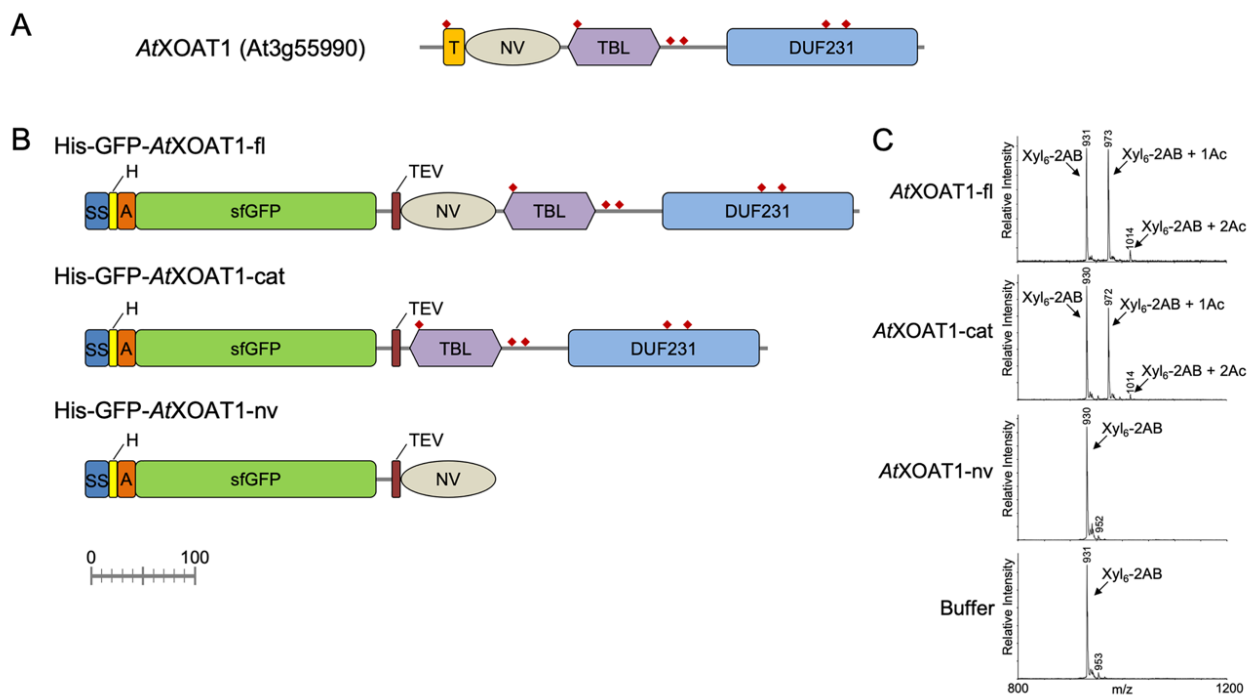 A
AtXOAT1 (At3g55990)
T
NV
TBL
DUF231
B
His-GFP-AtXOAT1-fl
H
TEV
SS
A
sfGFP
NV
TBL
DUF231
His-GFP-AtXOAT1-cat
H
TEV
SS
A
sfGFP
TBL
DUF231
His-GFP-AtXOAT1-nv
H
TEV
SS
A
sfGFP
NV
0
100
C
AtXOAT1-fl
Relative Intensity
Xyl₆-2AB
931
973
Xyl₆-2AB + 1Ac
1014
Xyl₆-2AB + 2Ac
AtXOAT1-cat
Relative Intensity
Xyl₆-2AB
930
972
Xyl₆-2AB + 1Ac
1014
Xyl₆-2AB + 2Ac
AtXOAT1-nv
Relative Intensity
930
Xyl₆-2AB
952
Buffer
Relative Intensity
931
Xyl₆-2AB
953
800
m/z
1200